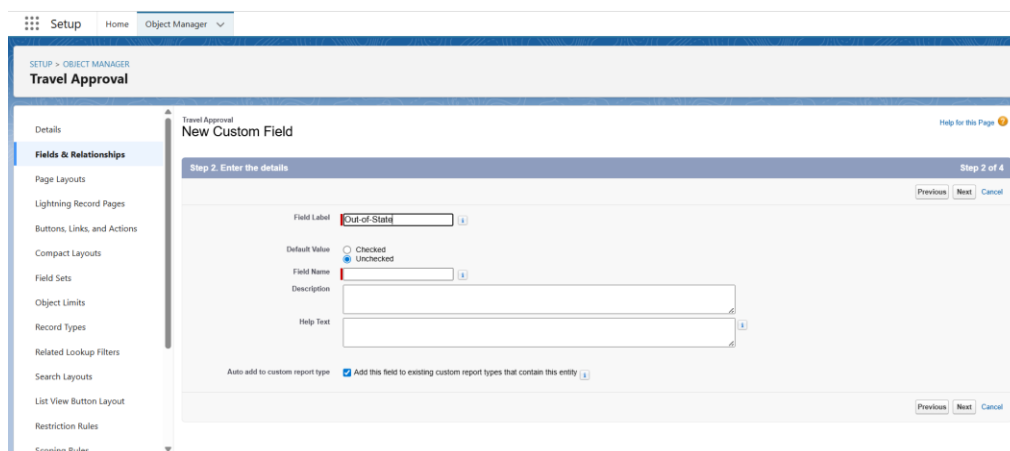 Setup Home Object Manager
SETUP > OBJECT MANAGER
Travel Approval
Details
Fields & Relationships
Page Layouts
Lightning Record Pages
Buttons, Links, and Actions
Compact Layouts
Field Sets
Object Limits
Record Types
Related Lookup Filters
Search Layouts
List View Button Layout
Restriction Rules
Scoping Rules
Travel Approval
New Custom Field
Help for this Page
Step 2. Enter the details Step 2 of 4
Previous Next Cancel
Field Label Out-of-State
Default Value Checked
Unchecked
Field Name
Description
Help Text
Auto add to custom report type Add this field to existing custom report types that contain this entity
Previous Next Cancel